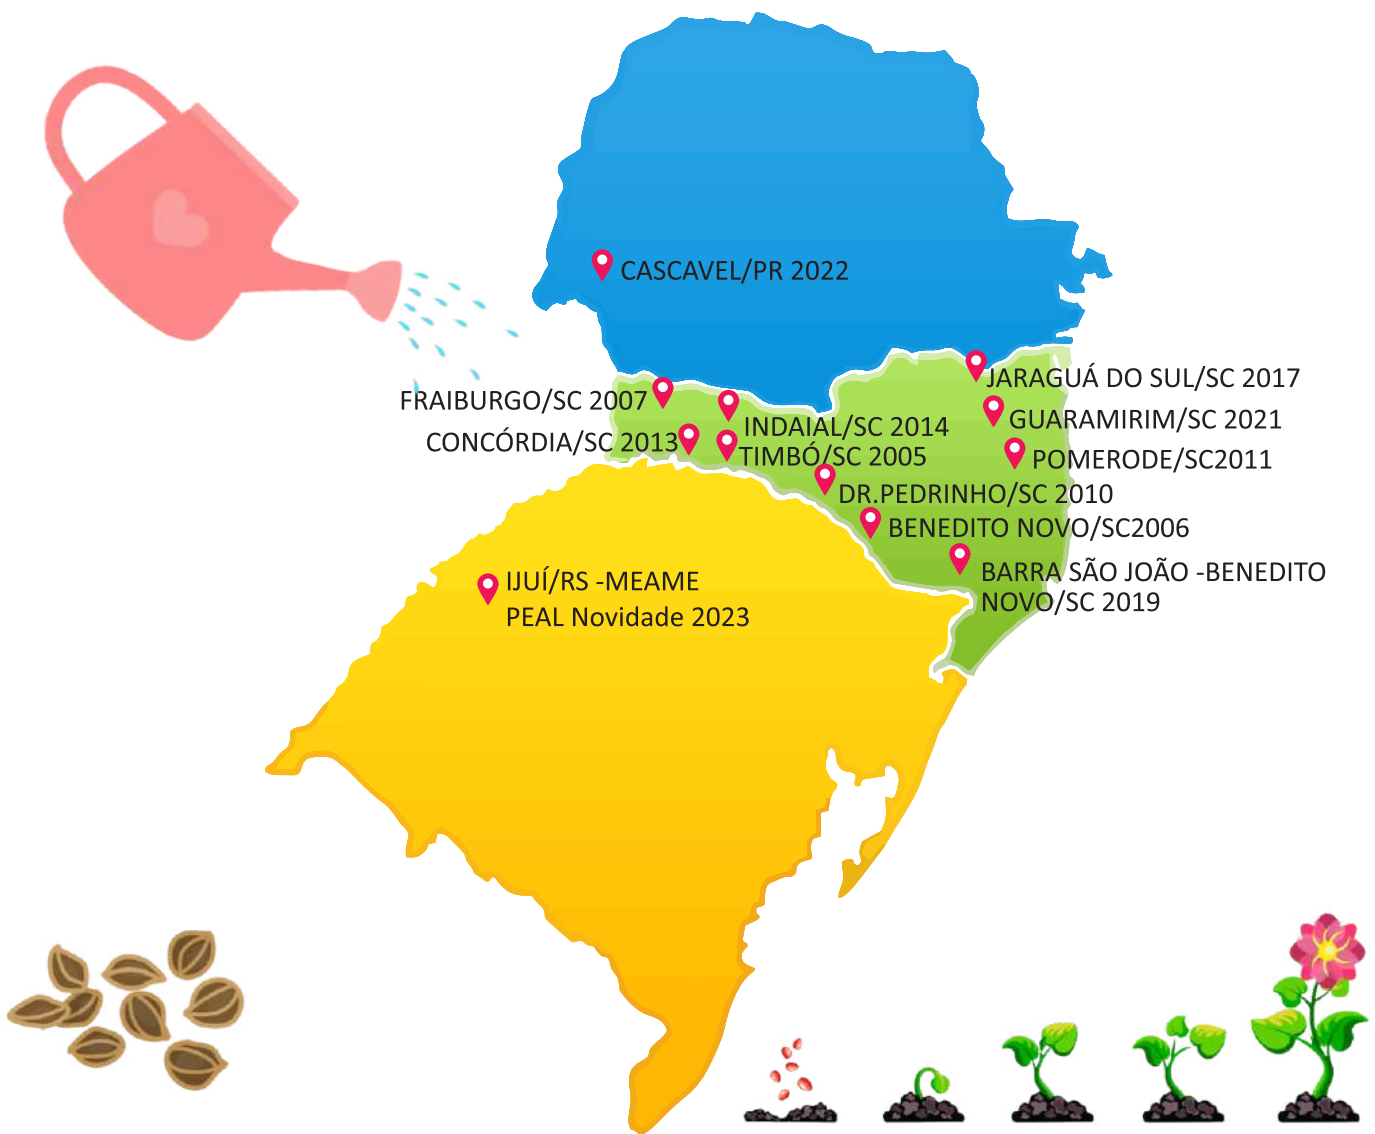 CASCAVEL/PR 2022
JARAGUÁ DO SUL/SC 2017
FRAIBURGO/SC 2007
GUARAMIRIM/SC 2021
INDAIAL/SC 2014
CONCÓRDIA/SC 2013
TIMBÓ/SC 2005
POMERODE/SC2011
DR.PEDRINHO/SC 2010
BENEDITO NOVO/SC2006
BARRA SÃO JOÃO -BENEDITO
NOVO/SC 2019
IJUÍ/RS -MEAME
PEAL Novidade 2023